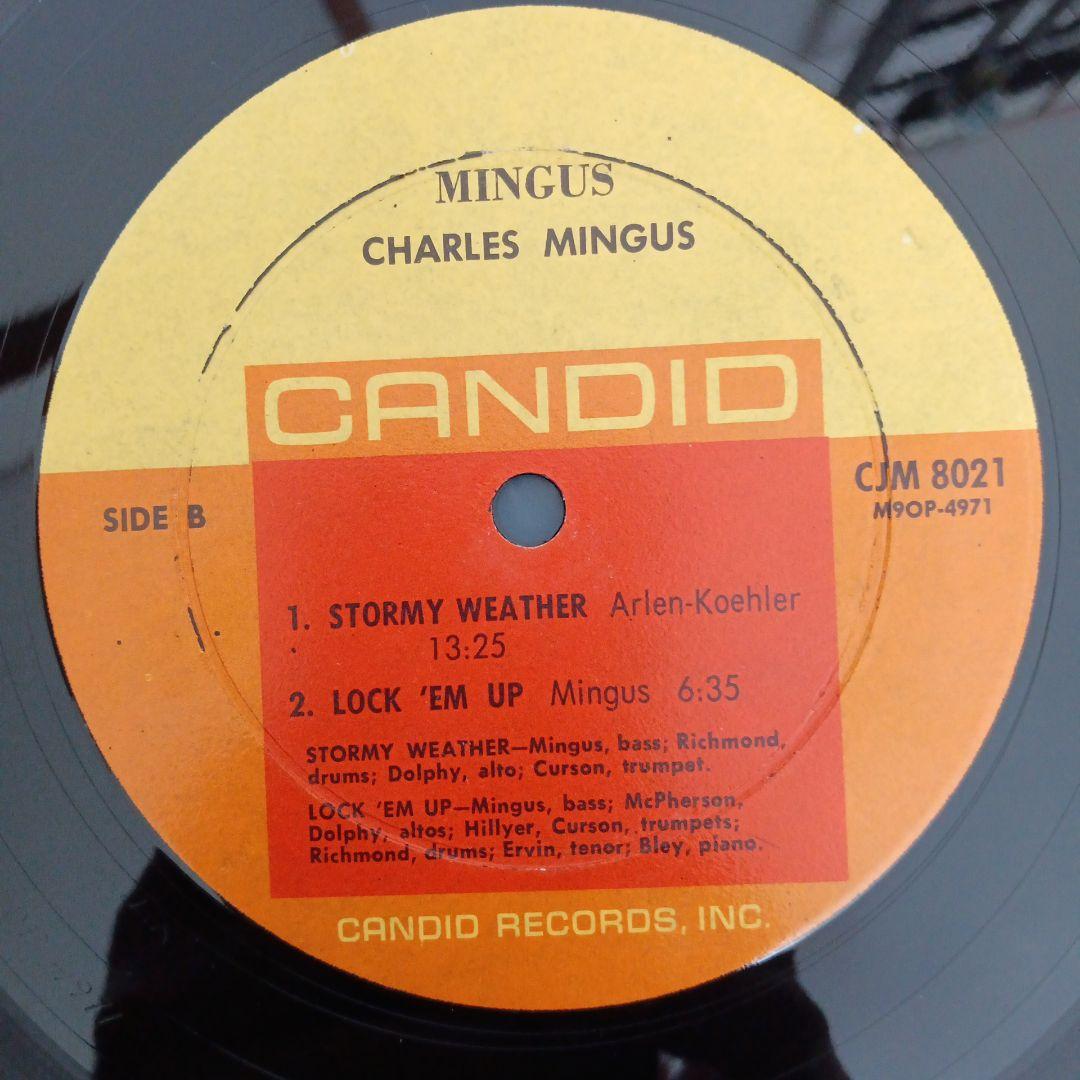 MINGUS
CHARLES MINGUS
CANDID
SIDE B
CJM 8021
M9OP-4971
1. STORMY WEATHER Arlen-Koehler
13:25
2. LOCK 'EM UP Mingus 6:35
STORMY WEATHER—Mingus, bass; Richmond,
drums; Dolphy, alto; Curson, trumpet.
LOCK 'EM UP—Mingus, bass; McPherson,
Dolphy, altos; Hillyer, Curson, trumpets;
Richmond, drums; Ervin, tenor; Bley, piano.
CANDID RECORDS, INC.